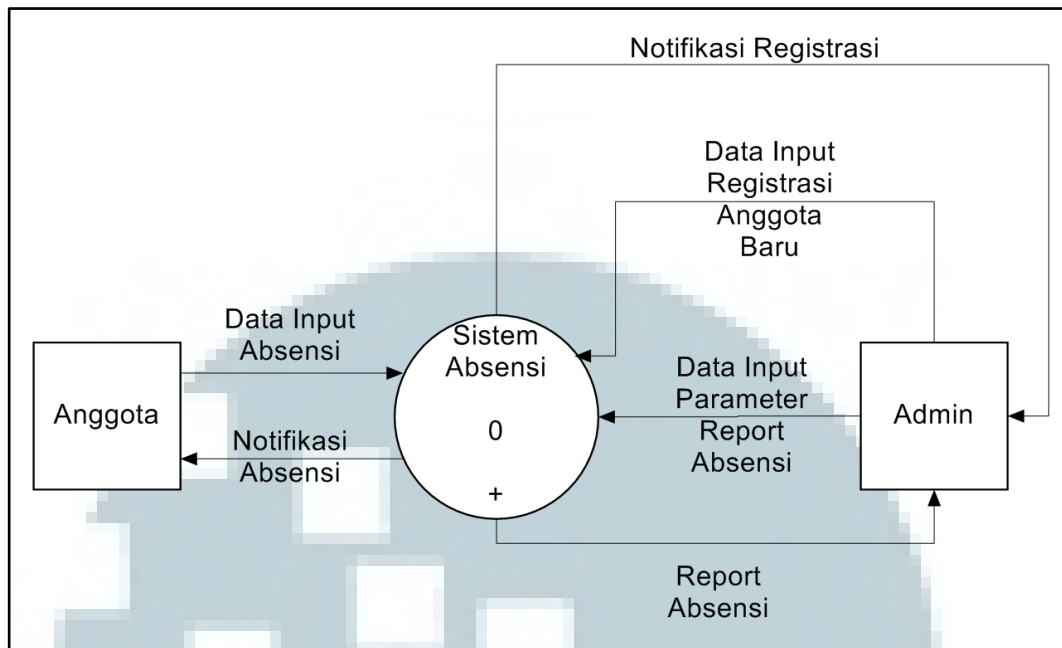 Notifikasi Registrasi
Data Input
Registrasi
Anggota
Baru
Data Input
Absensi
Sistem
Absensi
Data Input
Parameter
Report
Absensi
Anggota
0
Admin
Notifikasi
Absensi
+
Report
Absensi